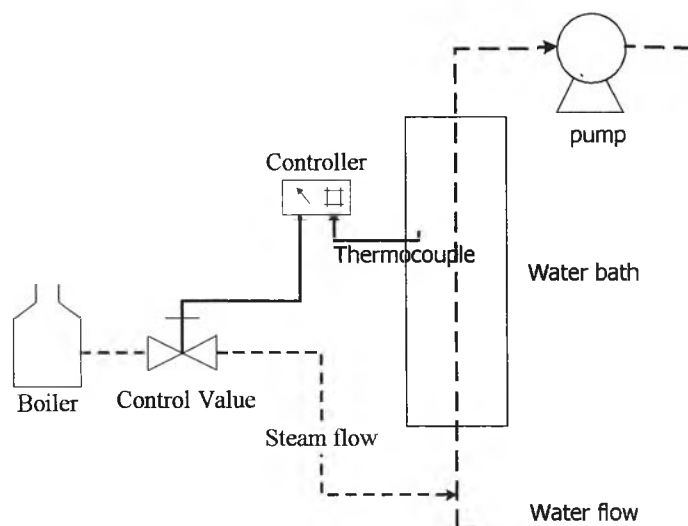 pump
Controller
Thermocouple
Water bath
Boiler
Control Value
Steam flow
Water flow